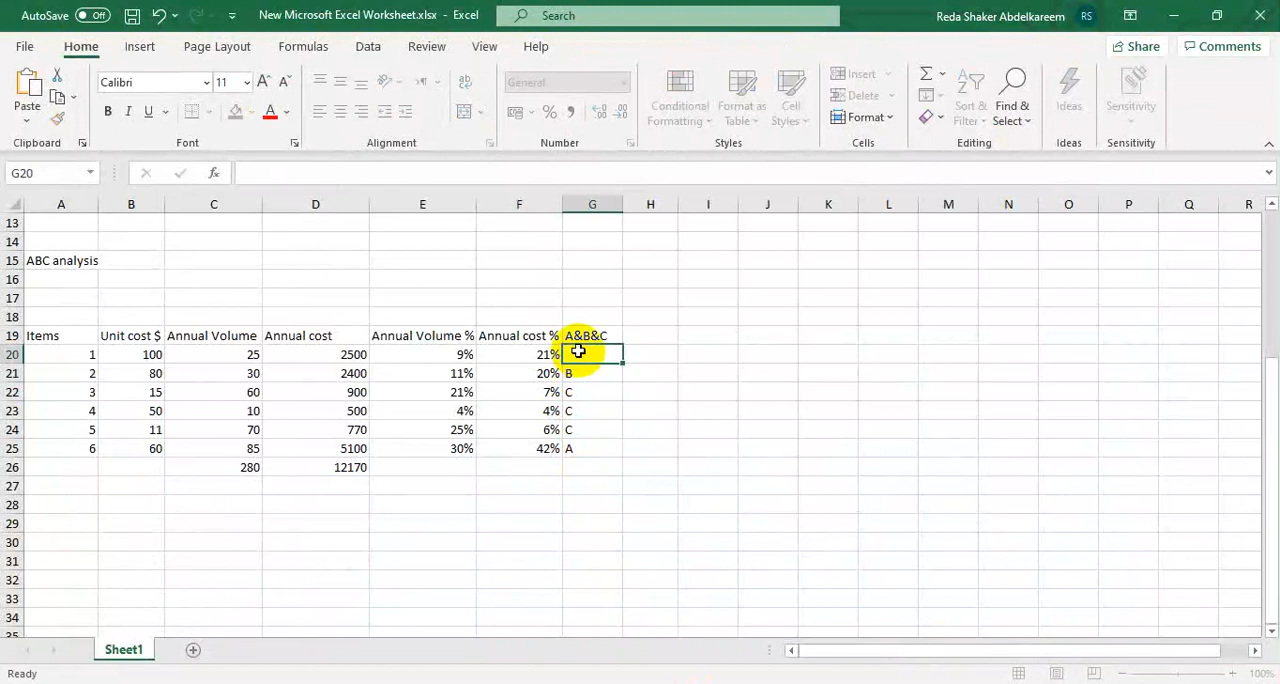 AutoSave Off New Microsoft Excel Worksheet.xlsx - Excel Search Reda Shaker Abdelkareem RS
File Home Insert Page Layout Formulas Data Review View Help Share Comments
Paste Calibri 11 General Conditional Formatting Format as Table Cell Styles Insert Delete Format Sort & Filter Find & Select Ideas Sensitivity
Clipboard Font Alignment Number Styles Cells Editing Ideas Sensitivity
G20 fx
A B C D E F G H I J K L M N O P Q R
13
14
15 ABC analysis
16
17
18
19 Items Unit cost $ Annual Volume Annual cost Annual Volume % Annual cost % A&B&C
20 1 100 25 2500 9% 21%
21 2 80 30 2400 11% 20% B
22 3 15 60 900 21% 7% C
23 4 50 10 500 4% 4% C
24 5 11 70 770 25% 6% C
25 6 60 85 5100 30% 42% A
26 280 12170
27
28
29
30
31
32
33
34
35
Sheet1
Ready 100%